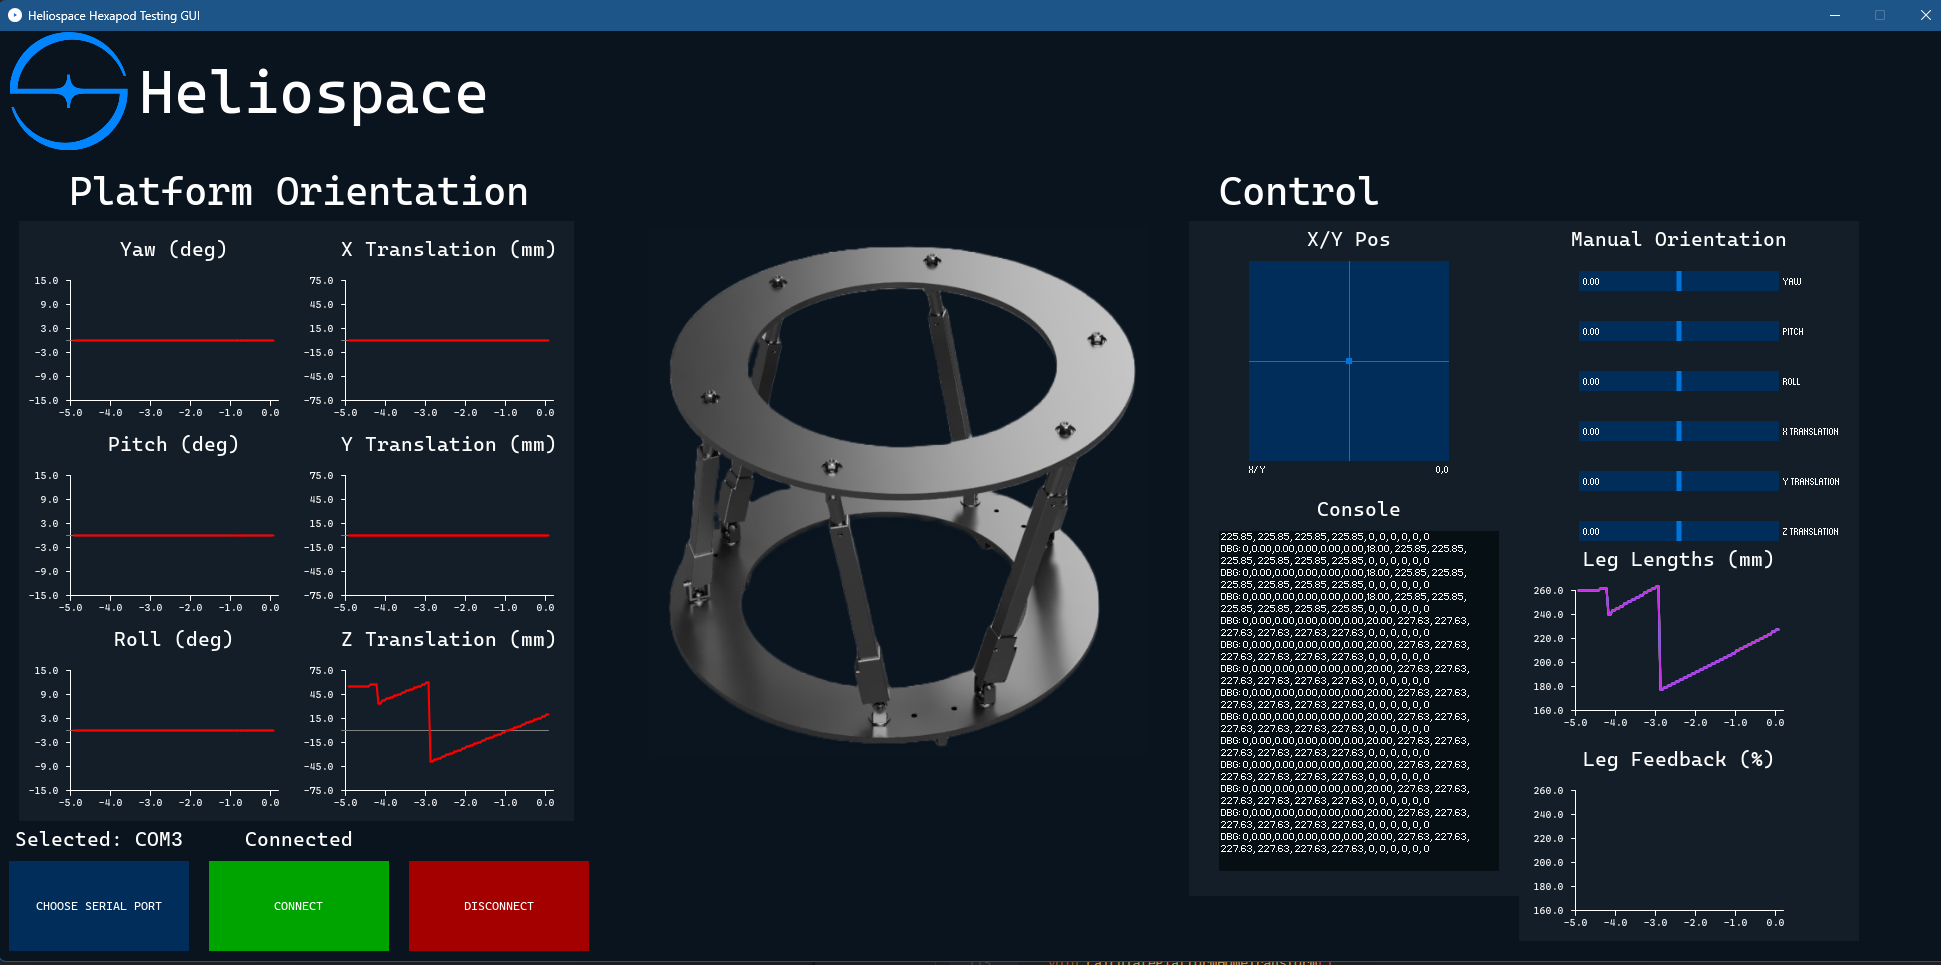 Heliospace Hexapod Testing GUI
Heliospace
Platform Orientation
Yaw (deg)
15.0
9.0
3.0
-3.0
-9.0
-15.0
-5.0 -4.0 -3.0 -2.0 -1.0 0.0
X Translation (mm)
75.0
45.0
15.0
-15.0
-45.0
-75.0
-5.0 -4.0 -3.0 -2.0 -1.0 0.0
Pitch (deg)
15.0
9.0
3.0
-3.0
-9.0
-15.0
-5.0 -4.0 -3.0 -2.0 -1.0 0.0
Y Translation (mm)
75.0
45.0
15.0
-15.0
-45.0
-75.0
-5.0 -4.0 -3.0 -2.0 -1.0 0.0
Roll (deg)
15.0
9.0
3.0
-3.0
-9.0
-15.0
-5.0 -4.0 -3.0 -2.0 -1.0 0.0
Z Translation (mm)
75.0
45.0
15.0
-15.0
-45.0
-75.0
-5.0 -4.0 -3.0 -2.0 -1.0 0.0
Selected: COM3 Connected
CHOOSE SERIAL PORT
CONNECT
DISCONNECT
Control
X/Y Pos
X/Y 0,0
Console
225.85, 225.85, 225.85, 225.85, 0, 0, 0, 0, 0, 0
DBG: 0,0.00,0.00,0.00,0.00,0.00,18.00, 225.85, 225.85,
225.85, 225.85, 225.85, 225.85, 0, 0, 0, 0, 0, 0
DBG: 0,0.00,0.00,0.00,0.00,0.00,18.00, 225.85, 225.85,
225.85, 225.85, 225.85, 225.85, 0, 0, 0, 0, 0, 0
DBG: 0,0.00,0.00,0.00,0.00,0.00,18.00, 225.85, 225.85,
225.85, 225.85, 225.85, 225.85, 0, 0, 0, 0, 0, 0
DBG: 0,0.00,0.00,0.00,0.00,0.00,20.00, 227.63, 227.63,
227.63, 227.63, 227.63, 227.63, 0, 0, 0, 0, 0, 0
DBG: 0,0.00,0.00,0.00,0.00,0.00,20.00, 227.63, 227.63,
227.63, 227.63, 227.63, 227.63, 0, 0, 0, 0, 0, 0
DBG: 0,0.00,0.00,0.00,0.00,0.00,20.00, 227.63, 227.63,
227.63, 227.63, 227.63, 227.63, 0, 0, 0, 0, 0, 0
DBG: 0,0.00,0.00,0.00,0.00,0.00,20.00, 227.63, 227.63,
227.63, 227.63, 227.63, 227.63, 0, 0, 0, 0, 0, 0
DBG: 0,0.00,0.00,0.00,0.00,0.00,20.00, 227.63, 227.63,
227.63, 227.63, 227.63, 227.63, 0, 0, 0, 0, 0, 0
DBG: 0,0.00,0.00,0.00,0.00,0.00,20.00, 227.63, 227.63,
227.63, 227.63, 227.63, 227.63, 0, 0, 0, 0, 0, 0
DBG: 0,0.00,0.00,0.00,0.00,0.00,20.00, 227.63, 227.63,
227.63, 227.63, 227.63, 227.63, 0, 0, 0, 0, 0, 0
DBG: 0,0.00,0.00,0.00,0.00,0.00,20.00, 227.63, 227.63,
227.63, 227.63, 227.63, 227.63, 0, 0, 0, 0, 0, 0
DBG: 0,0.00,0.00,0.00,0.00,0.00,20.00, 227.63, 227.63,
227.63, 227.63, 227.63, 227.63, 0, 0, 0, 0, 0, 0
DBG: 0,0.00,0.00,0.00,0.00,0.00,20.00, 227.63, 227.63,
227.63, 227.63, 227.63, 227.63, 0, 0, 0, 0, 0, 0
Manual Orientation
0.00 YAW
0.00 PITCH
0.00 ROLL
0.00 X TRANSLATION
0.00 Y TRANSLATION
0.00 Z TRANSLATION
Leg Lengths (mm)
260.0
240.0
220.0
200.0
180.0
160.0
-5.0 -4.0 -3.0 -2.0 -1.0 0.0
Leg Feedback (%)
260.0
240.0
220.0
200.0
180.0
160.0
-5.0 -4.0 -3.0 -2.0 -1.0 0.0